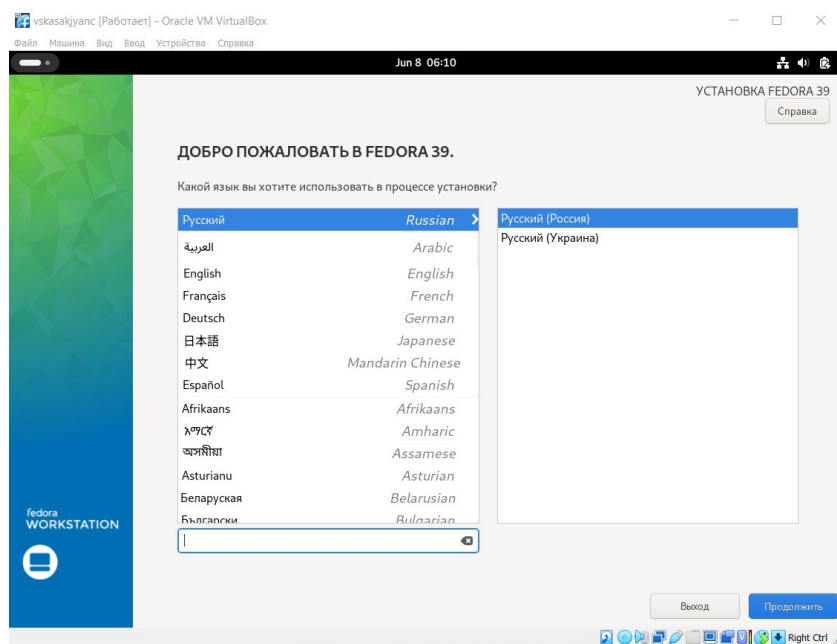 vskasakjyanc [Работает] - Oracle VM VirtualBox
Файл Машина Вид Ввод Устройства Справка
Jun 8 06:10
УСТАНОВКА FEDORA 39
Справка
ДОБРО ПОЖАЛОВАТЬ В FEDORA 39.
Какой язык вы хотите использовать в процессе установки?
Русский Russian
العربية Arabic
English English
Français French
Deutsch German
日本語 Japanese
中文 Mandarin Chinese
Español Spanish
Afrikaans Afrikaans
አማርኛ Amharic
অসমীয়া Assamese
Asturianu Asturian
Беларуская Belarusian
Български Bulgarian
Русский (Россия)
Русский (Украина)
fedora
WORKSTATION
Выход
Продолжить
Right Ctrl